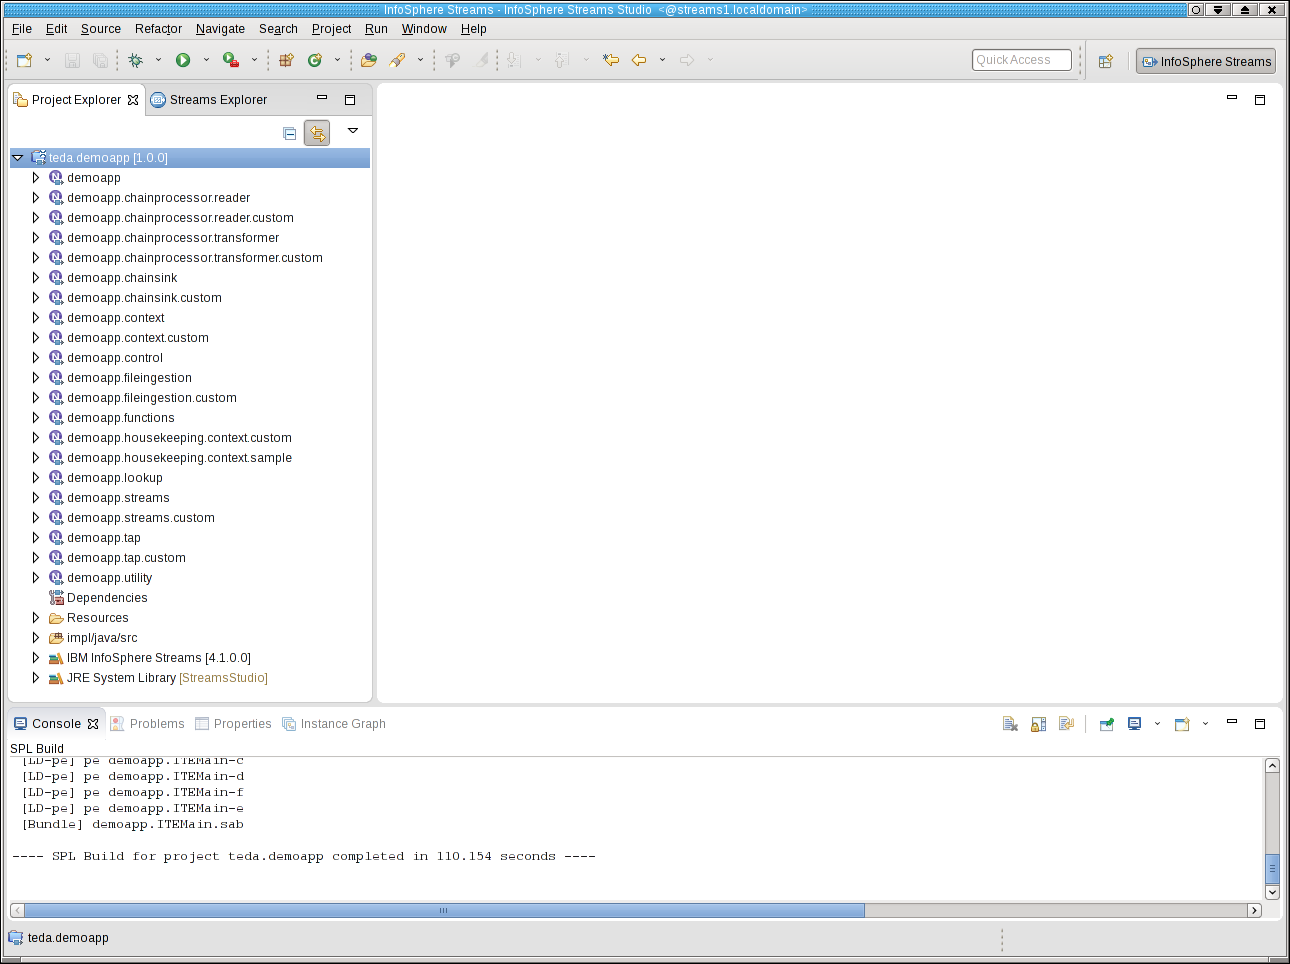 InfoSphere Streams - InfoSphere Streams Studio <@streams1.localdomain>
File Edit Source Refactor Navigate Search Project Run Window Help
Quick Access InfoSphere Streams
Project Explorer Streams Explorer
teda.demoapp [1.0.0]
demoapp
demoapp.chainprocessor.reader
demoapp.chainprocessor.reader.custom
demoapp.chainprocessor.transformer
demoapp.chainprocessor.transformer.custom
demoapp.chainsink
demoapp.chainsink.custom
demoapp.context
demoapp.context.custom
demoapp.control
demoapp.fileingestion
demoapp.fileingestion.custom
demoapp.functions
demoapp.housekeeping.context.custom
demoapp.housekeeping.context.sample
demoapp.lookup
demoapp.streams
demoapp.streams.custom
demoapp.tap
demoapp.tap.custom
demoapp.utility
Dependencies
Resources
impl/java/src
IBM InfoSphere Streams [4.1.0.0]
JRE System Library [StreamsStudio]
Console Problems Properties Instance Graph
SPL Build
[LD-pe] pe demoapp.ITEMain-c
[LD-pe] pe demoapp.ITEMain-d
[LD-pe] pe demoapp.ITEMain-f
[LD-pe] pe demoapp.ITEMain-e
[Bundle] demoapp.ITEMain.sab
---- SPL Build for project teda.demoapp completed in 110.154 seconds ----
teda.demoapp